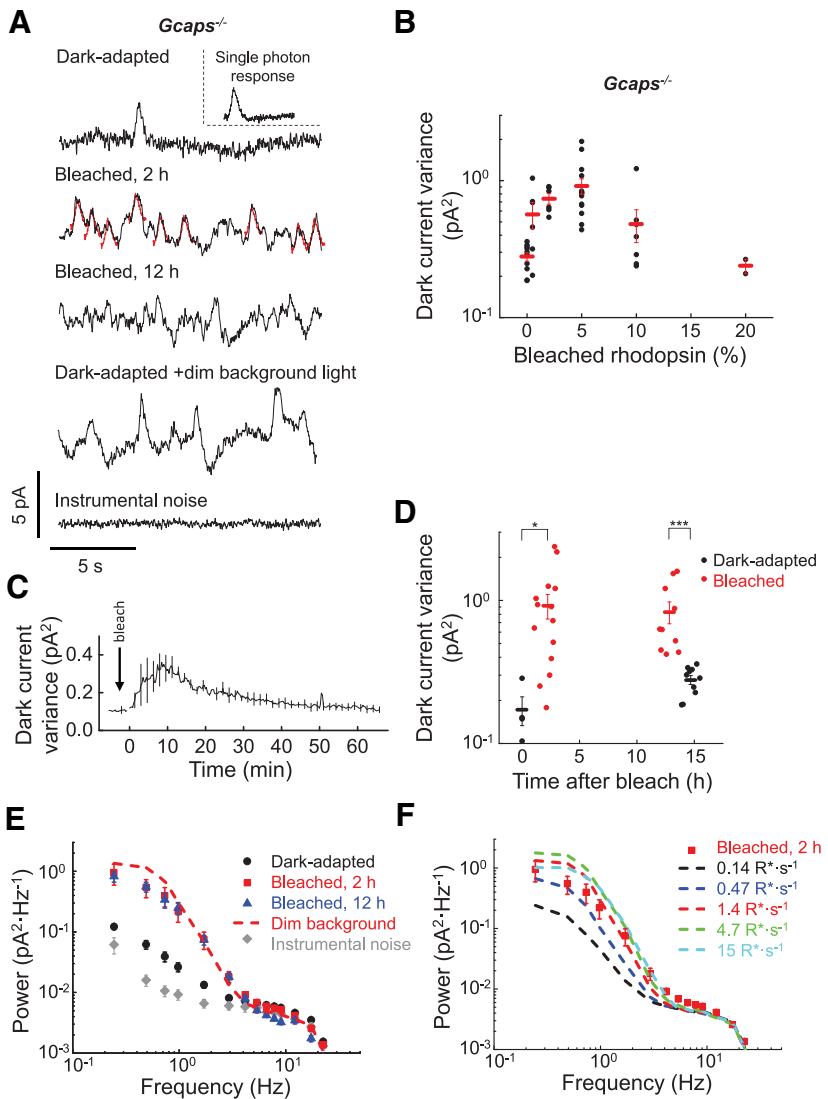 A
Gcaps-/-
Dark-adapted
Single photon
response
Bleached, 2 h
Bleached, 12 h
Dark-adapted +dim background light
Instrumental noise
5 pA
5 s
B
Gcaps-/-
Dark current variance
(pA²)
10⁰
10⁻¹
0
5
10
15
20
Bleached rhodopsin (%)
C
Dark current
variance (pA²)
bleach
0.4
0.2
0
10
20
30
40
50
60
Time (min)
D
Dark current variance
(pA²)
*
***
Dark-adapted
Bleached
10⁰
10⁻¹
0
5
10
15
Time after bleach (h)
E
Power (pA²·Hz⁻¹)
10⁰
10⁻¹
10⁻²
10⁻³
10⁻¹
10⁰
10¹
Frequency (Hz)
Dark-adapted
Bleached, 2 h
Bleached, 12 h
Dim background
Instrumental noise
F
Power (pA²·Hz⁻¹)
10¹
10⁰
10⁻¹
10⁻²
10⁻³
10⁻¹
10⁰
10¹
Frequency (Hz)
Bleached, 2 h
0.14 R*·s⁻¹
0.47 R*·s⁻¹
1.4 R*·s⁻¹
4.7 R*·s⁻¹
15 R*·s⁻¹